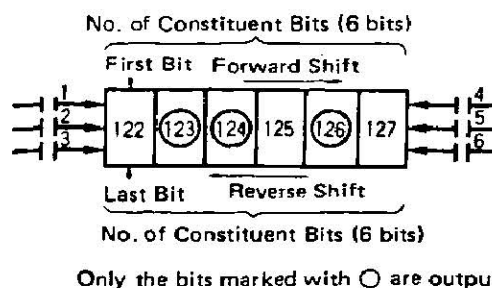 No. of Constituent Bits (6 bits)
First Bit Forward Shift
1 4
2 122 123 124 125 126 127 5
3 6
Last Bit Reverse Shift
No. of Constituent Bits (6 bits)
Only the bits marked with ○ are outpu